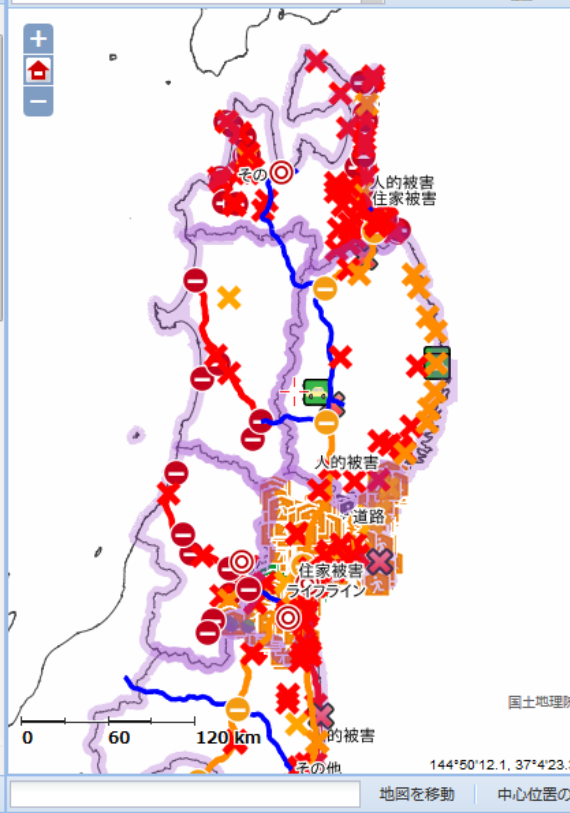 +
−
その
人的被害
住家被害
人的被害
道路
住家被害
ライフライン
国土地理院
的被害
0 60 120 km
その他
144°50'12.1, 37°4'23.
地図を移動 中心位置の